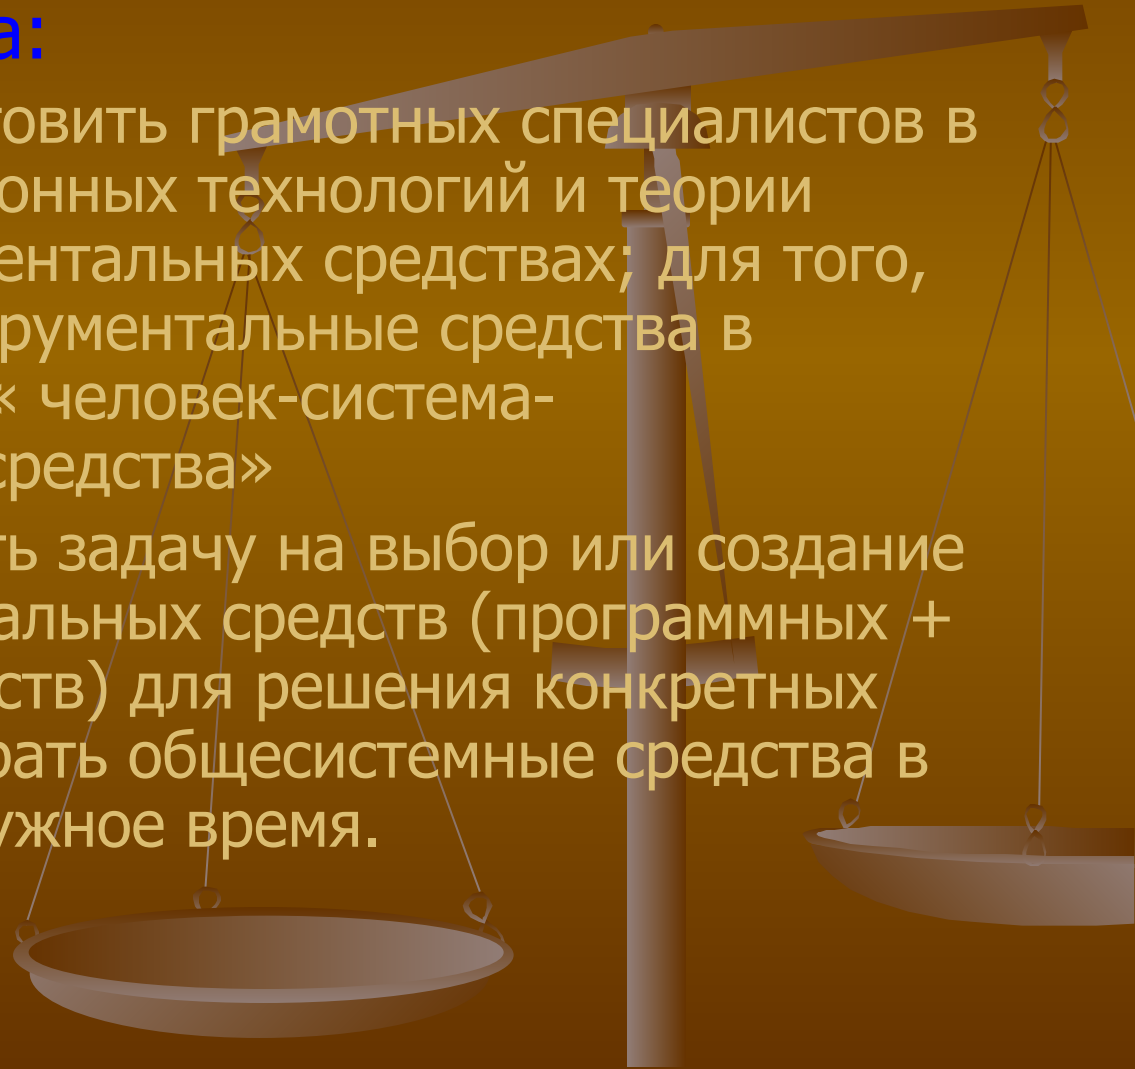 а:
овить грамотных специалистов в
онных технологий и теории
ентальных средствах; для того,
рументальные средства в
« человек-система-
средства»
ть задачу на выбор или создание
альных средств (программных +
ств) для решения конкретных
рать общесистемные средства в
ужное время.